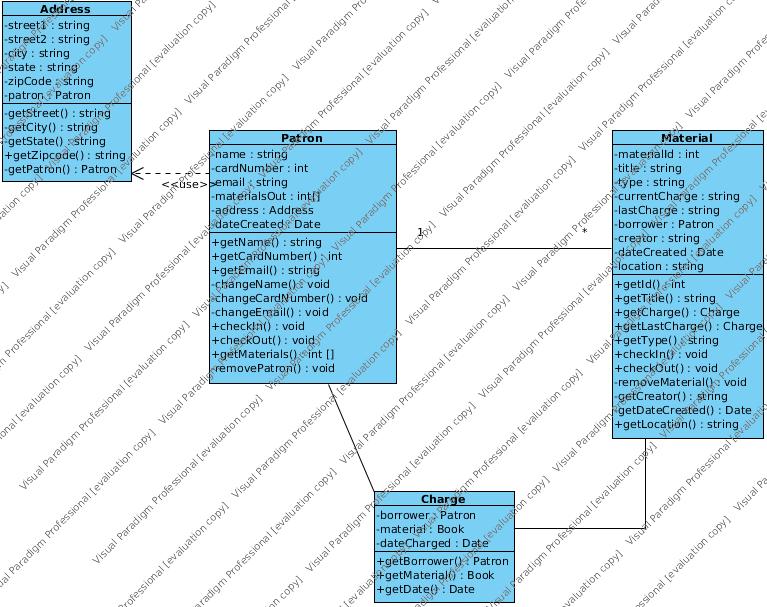 Address
-street1 : string
-street2 : string
-city : string
-state : string
-zipCode : string
-patron : Patron
-getStreet() : string
-getCity() : string
-getState() : string
+getZipcode() : string
-getPatron() : Patron
<<use>>
Patron
-name : string
-cardNumber : int
-email : string
-materialsOut : int[]
-address : Address
-dateCreated : Date
+getName() : string
+getCardNumber() : int
+getEmail() : string
-changeName() : void
-changeCardNumber() : void
-changeEmail() : void
+checkIn() : void
+checkOut() : void
+getMaterials() : int []
-removePatron() : void
1
*
Material
-materialId : int
-title : string
-type : string
-currentCharge : string
-lastCharge : string
-borrower : Patron
-creator : string
-dateCreated : Date
-location : string
+getId() : int
+getTitle() : string
+getCharge() : Charge
+getLastCharge() : Charge
+getType() : string
+checkIn() : void
+checkOut() : void
-removeMaterial() : void
-getCreator() : string
-getDateCreated() : Date
+getLocation() : string
Charge
-borrower : Patron
-material : Book
-dateCharged : Date
+getBorrower() : Patron
+getMaterial() : Book
+getDate() : Date
Visual Paradigm Professional [evaluation copy]